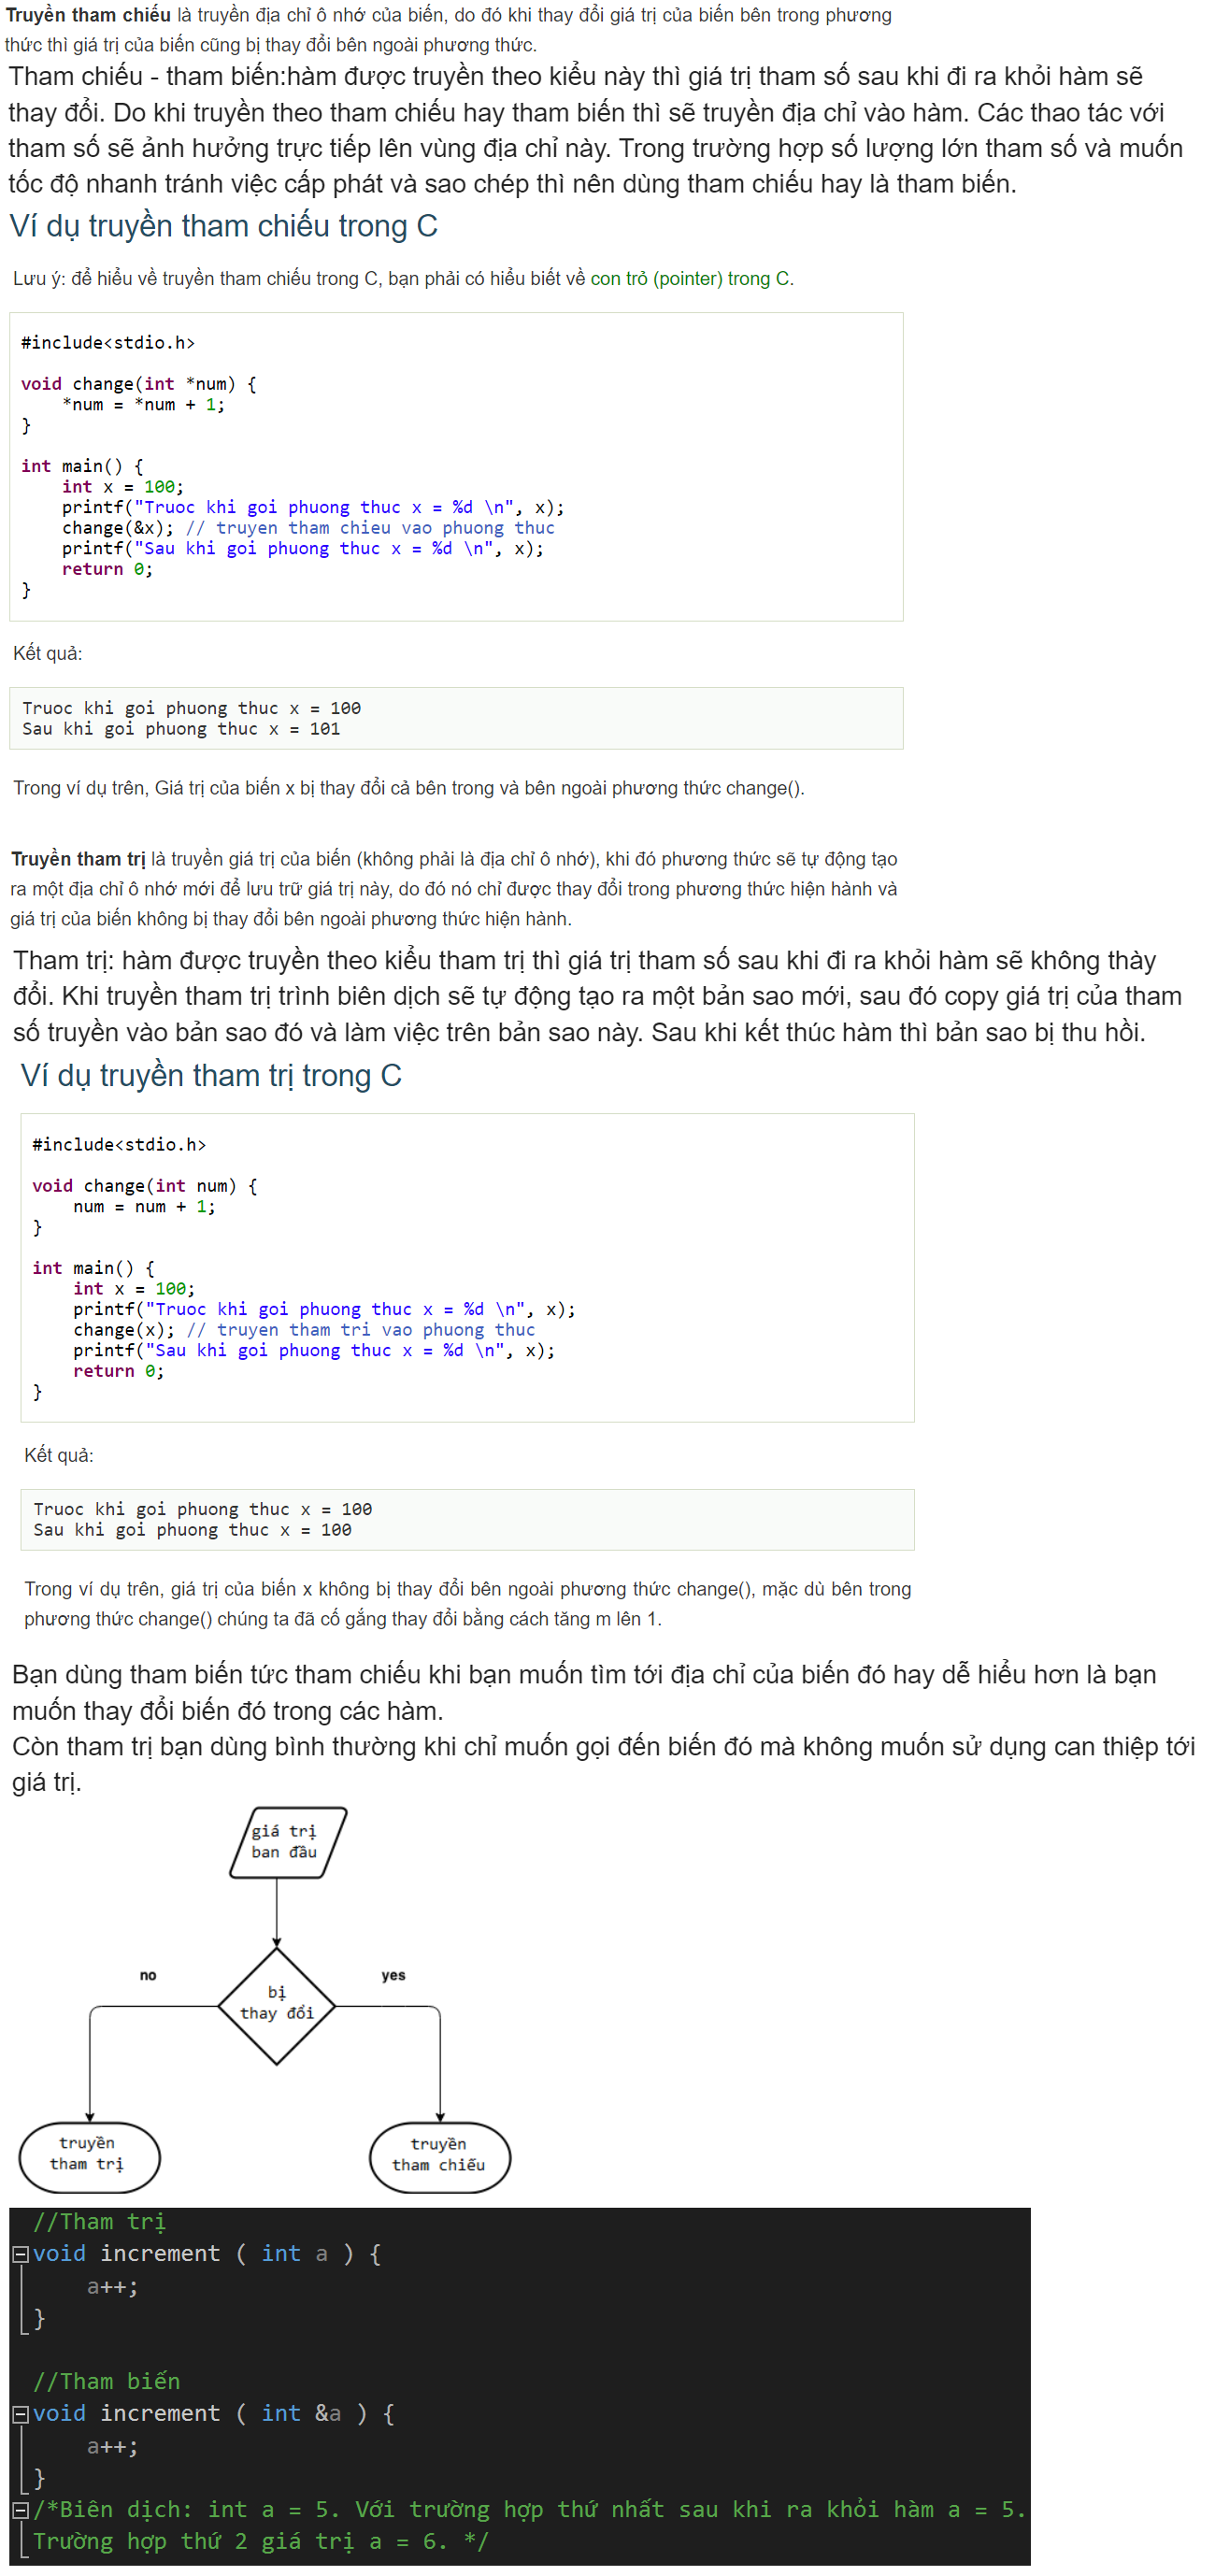 Truyền tham chiếu là truyền địa chỉ ô nhớ của biến, do đó khi thay đổi giá trị của biến bên trong phương
thức thì giá trị của biến cũng bị thay đổi bên ngoài phương thức.
Tham chiếu - tham biến:hàm được truyền theo kiểu này thì giá trị tham số sau khi đi ra khỏi hàm sẽ
thay đổi. Do khi truyền theo tham chiếu hay tham biến thì sẽ truyền địa chỉ vào hàm. Các thao tác với
tham số sẽ ảnh hưởng trực tiếp lên vùng địa chỉ này. Trong trường hợp số lượng lớn tham số và muốn
tốc độ nhanh tránh việc cấp phát và sao chép thì nên dùng tham chiếu hay là tham biến.
Ví dụ truyền tham chiếu trong C
Lưu ý: để hiểu về truyền tham chiếu trong C, bạn phải có hiểu biết về con trỏ (pointer) trong C.
#include<stdio.h>
void change(int *num) {
    *num = *num + 1;
}
int main() {
    int x = 100;
    printf("Truoc khi goi phuong thuc x = %d \n", x);
    change(&x); // truyen tham chieu vao phuong thuc
    printf("Sau khi goi phuong thuc x = %d \n", x);
    return 0;
}
Kết quả:
Truoc khi goi phuong thuc x = 100
Sau khi goi phuong thuc x = 101
Trong ví dụ trên, Giá trị của biến x bị thay đổi cả bên trong và bên ngoài phương thức change().
Truyền tham trị là truyền giá trị của biến (không phải là địa chỉ ô nhớ), khi đó phương thức sẽ tự động tạo
ra một địa chỉ ô nhớ mới để lưu trữ giá trị này, do đó nó chỉ được thay đổi trong phương thức hiện hành và
giá trị của biến không bị thay đổi bên ngoài phương thức hiện hành.
Tham trị: hàm được truyền theo kiểu tham trị thì giá trị tham số sau khi đi ra khỏi hàm sẽ không thày
đổi. Khi truyền tham trị trình biên dịch sẽ tự động tạo ra một bản sao mới, sau đó copy giá trị của tham
số truyền vào bản sao đó và làm việc trên bản sao này. Sau khi kết thúc hàm thì bản sao bị thu hồi.
Ví dụ truyền tham trị trong C
#include<stdio.h>
void change(int num) {
    num = num + 1;
}
int main() {
    int x = 100;
    printf("Truoc khi goi phuong thuc x = %d \n", x);
    change(x); // truyen tham tri vao phuong thuc
    printf("Sau khi goi phuong thuc x = %d \n", x);
    return 0;
}
Kết quả:
Truoc khi goi phuong thuc x = 100
Sau khi goi phuong thuc x = 100
Trong ví dụ trên, giá trị của biến x không bị thay đổi bên ngoài phương thức change(), mặc dù bên trong
phương thức change() chúng ta đã cố gắng thay đổi bằng cách tăng m lên 1.
Bạn dùng tham biến tức tham chiếu khi bạn muốn tìm tới địa chỉ của biến đó hay dễ hiểu hơn là bạn
muốn thay đổi biến đó trong các hàm.
Còn tham trị bạn dùng bình thường khi chỉ muốn gọi đến biến đó mà không muốn sử dụng can thiệp tới
giá trị.
giá trị
ban đầu
no
yes
bị
thay đổi
truyền
tham trị
truyền
tham chiếu
//Tham trị
void increment ( int a ) {
    a++;
}
//Tham biến
void increment ( int &a ) {
    a++;
}
/*Biên dịch: int a = 5. Với trường hợp thứ nhất sau khi ra khỏi hàm a = 5.
Trường hợp thứ 2 giá trị a = 6. */